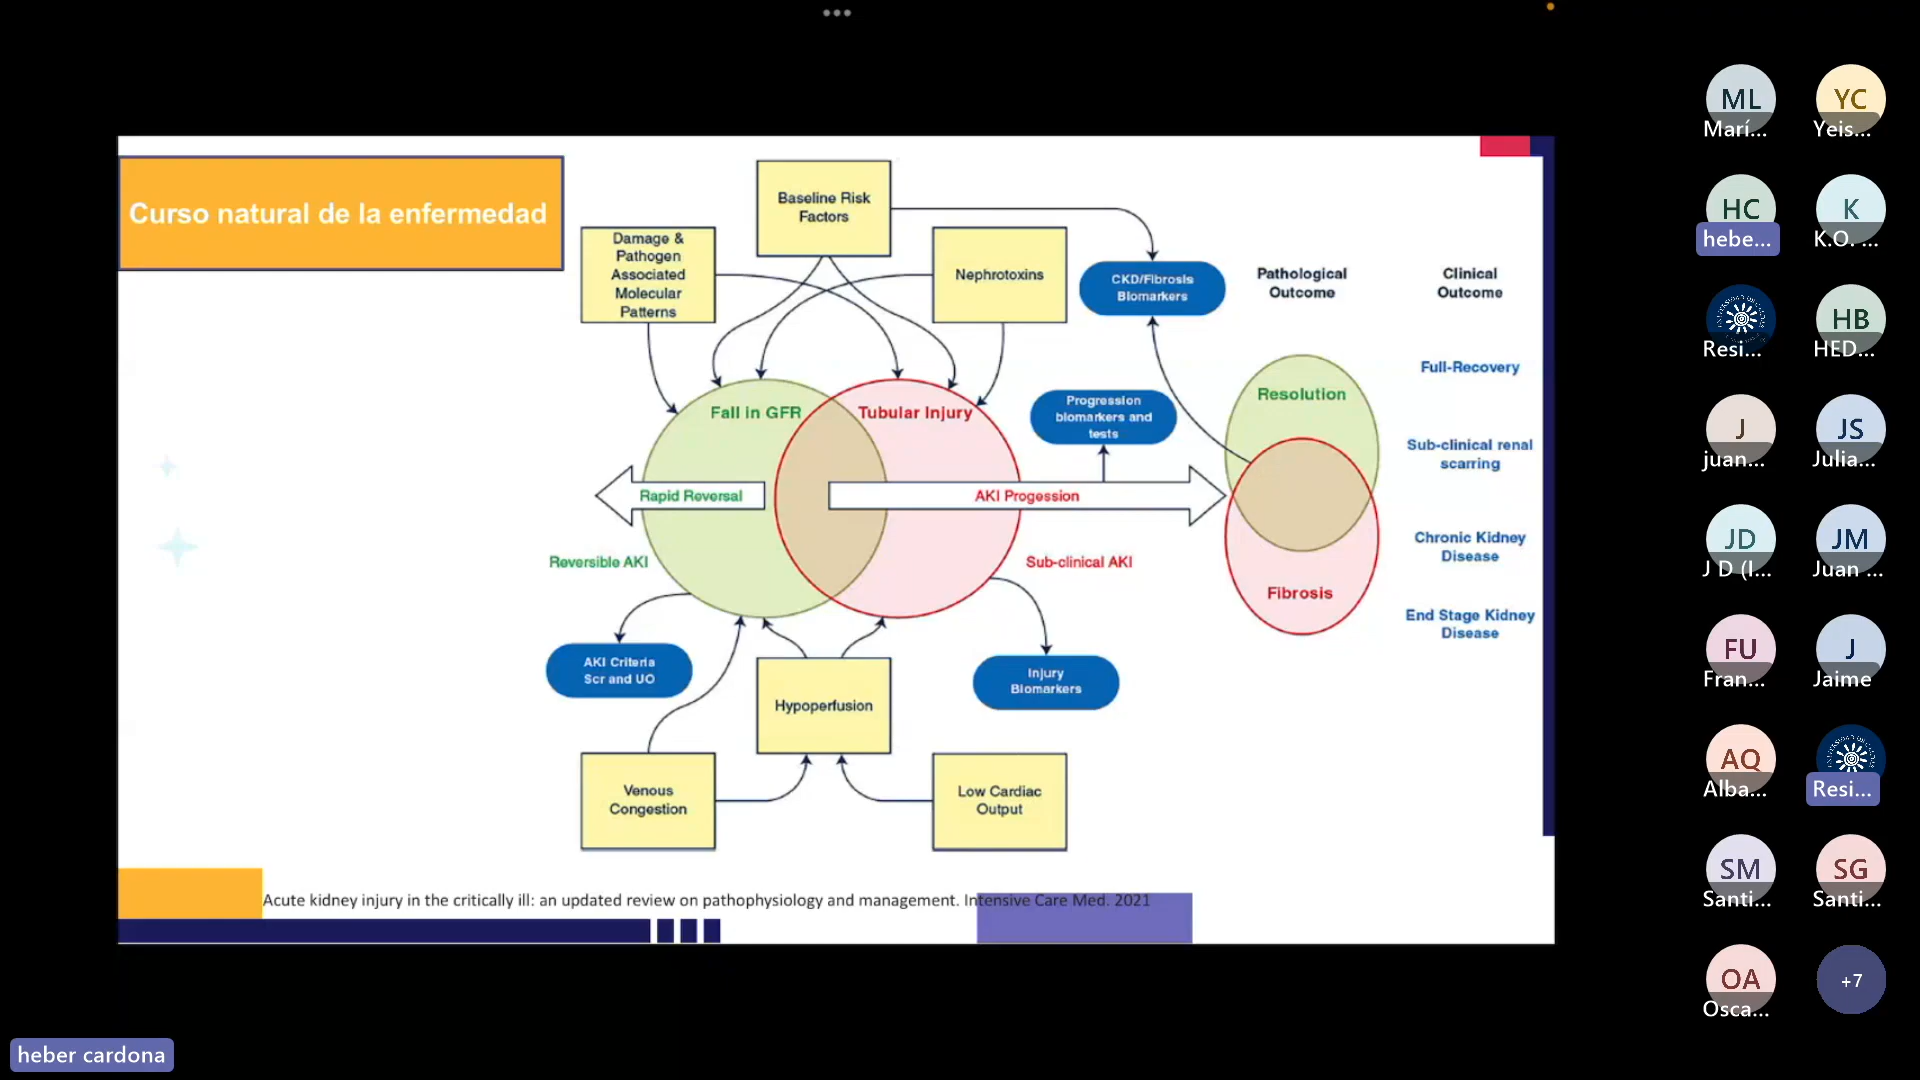 Curso natural de la enfermedad
Baseline Risk
Factors
Damage &
Pathogen
Associated
Molecular
Patterns
Nephrotoxins
CKD/Fibrosis
Biomarkers
Pathological
Outcome
Clinical
Outcome
Fall in GFR
Tubular Injury
Progression
biomarkers and
tests
Resolution
Full-Recovery
Sub-clinical renal
scarring
Rapid Reversal
AKI Progession
Reversible AKI
Sub-clinical AKI
Chronic Kidney
Disease
Fibrosis
End Stage Kidney
Disease
AKI Criteria
Scr and UO
Injury
Biomarkers
Hypoperfusion
Venous
Congestion
Low Cardiac
Output
Acute kidney injury in the critically ill: an updated review on pathophysiology and management. Intensive Care Med. 2021
ML
Marí...
YC
Yeis...
HC
hebe...
K
K.O. ...
Resi...
HB
HED...
J
juan...
JS
Julia...
JD
J D (I...
JM
Juan ...
FU
Fran...
J
Jaime
AQ
Alba...
Resi...
SM
Santi...
SG
Santi...
OA
Osca...
+7
heber cardona